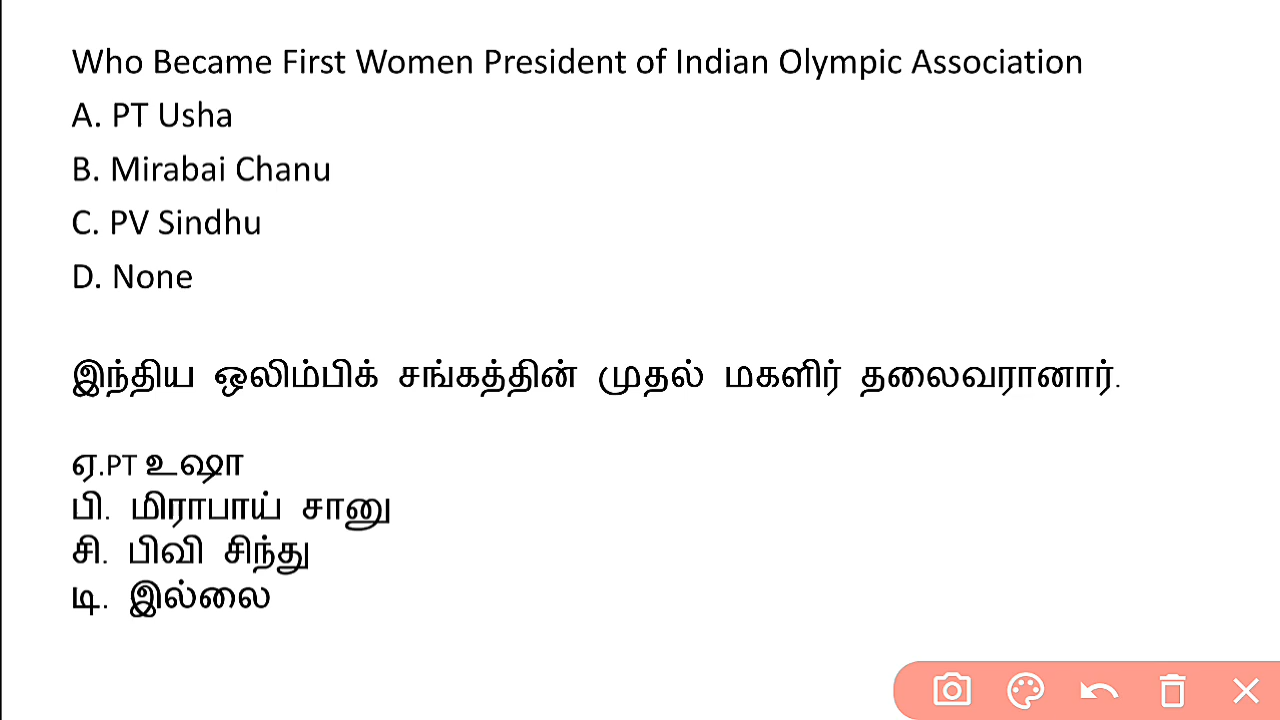 Who Became First Women President of Indian Olympic Association
A. PT Usha
B. Mirabai Chanu
C. PV Sindhu
D. None
இந்திய ஒலிம்பிக் சங்கத்தின் முதல் மகளிர் தலைவரானார்.
ஏ.PT உஷா
பி. மிராபாய் சானு
சி. பிவி சிந்து
டி. இல்லை